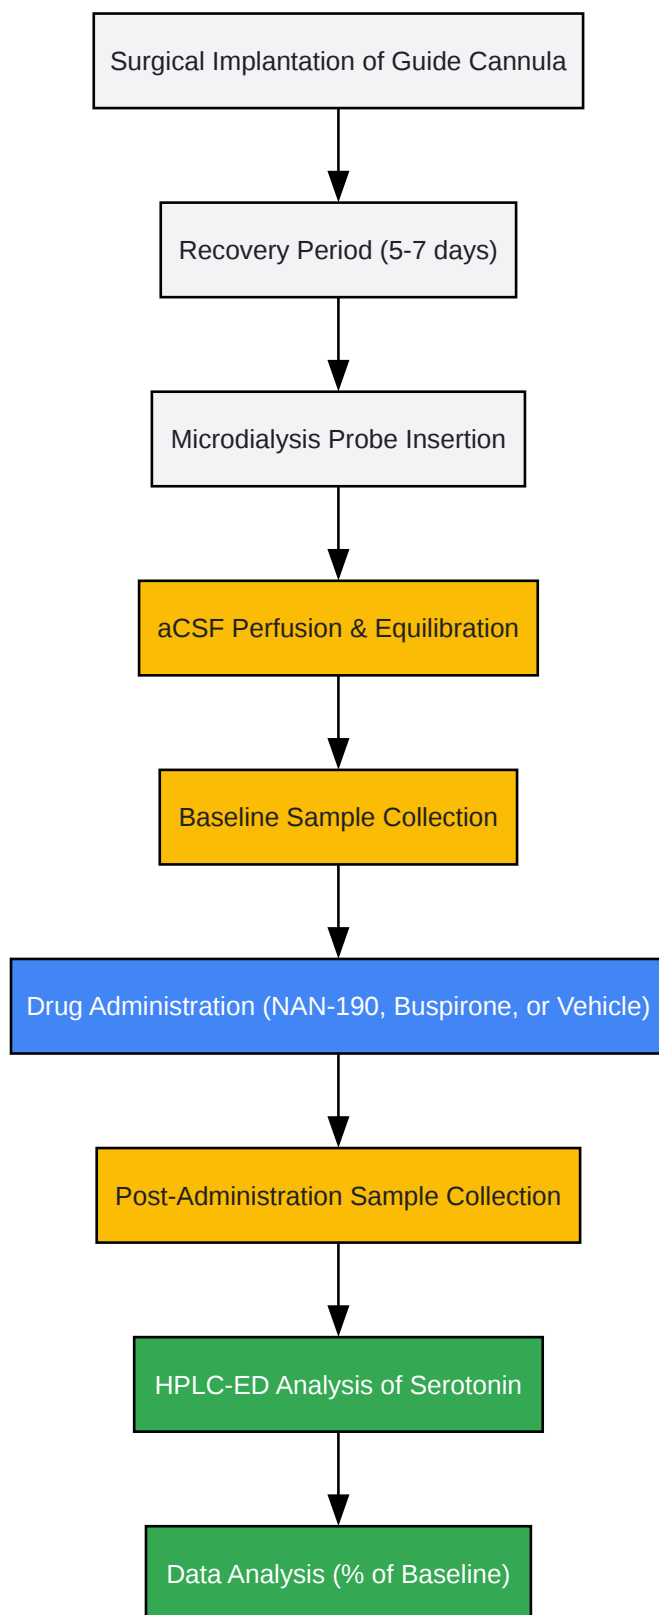 Surgical Implantation of Guide Cannula
Recovery Period (5-7 days)
Microdialysis Probe Insertion
aCSF Perfusion & Equilibration
Baseline Sample Collection
Drug Administration (NAN-190, Buspirone, or Vehicle)
Post-Administration Sample Collection
HPLC-ED Analysis of Serotonin
Data Analysis (% of Baseline)